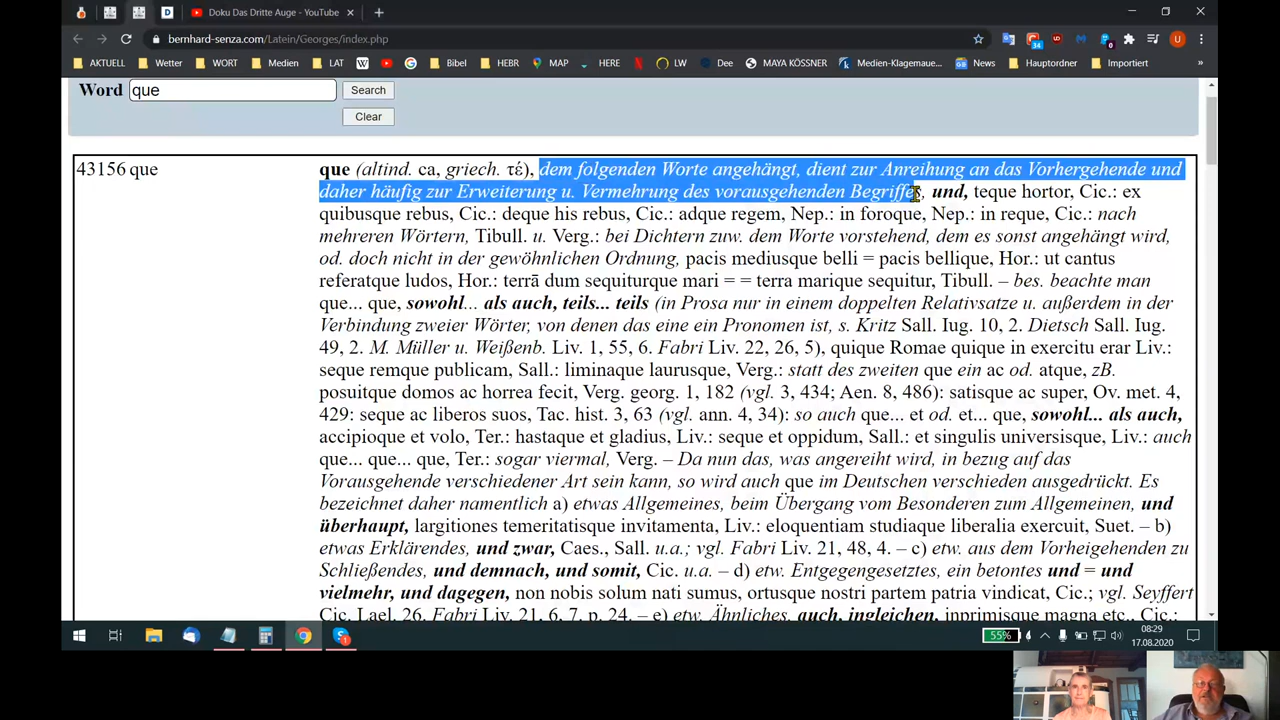 Doku Das Dritte Auge - YouTube
bernhard-senza.com/Latein/Georges/index.php
AKTUELL Wetter WORT Medien LAT Bibel HEBR MAP HERE LW Dee MAYA KÖSSNER Medien-Klagemaue... News Hauptordner Importiert »
Word que Search
Clear
43156 que
que (altind. ca, griech. τέ), dem folgenden Worte angehängt, dient zur Anreihung an das Vorhergehende und
daher häufig zur Erweiterung u. Vermehrung des vorausgehenden Begriffes, und, teque hortor, Cic.: ex
quibusque rebus, Cic.: deque his rebus, Cic.: adque regem, Nep.: in foroque, Nep.: in reque, Cic.: nach
mehreren Wörtern, Tibull. u. Verg.: bei Dichtern zuw. dem Worte vorstehend, dem es sonst angehängt wird,
od. doch nicht in der gewöhnlichen Ordnung, pacis mediusque belli = pacis bellique, Hor.: ut cantus
referatque ludos, Hor.: terrā dum sequiturque mari = = terra marique sequitur, Tibull. – bes. beachte man
que... que, sowohl... als auch, teils... teils (in Prosa nur in einem doppelten Relativsatze u. außerdem in der
Verbindung zweier Wörter, von denen das eine ein Pronomen ist, s. Kritz Sall. Iug. 10, 2. Dietsch Sall. Iug.
49, 2. M. Müller u. Weißenb. Liv. 1, 55, 6. Fabri Liv. 22, 26, 5), quique Romae quique in exercitu erar Liv.:
seque remque publicam, Sall.: liminaque laurusque, Verg.: statt des zweiten que ein ac od. atque, zB.
posuitque domos ac horrea fecit, Verg. georg. 1, 182 (vgl. 3, 434; Aen. 8, 486): satisque ac super, Ov. met. 4,
429: seque ac liberos suos, Tac. hist. 3, 63 (vgl. ann. 4, 34): so auch que... et od. et... que, sowohl... als auch,
accipioque et volo, Ter.: hastaque et gladius, Liv.: seque et oppidum, Sall.: et singulis universisque, Liv.: auch
que... que... que, Ter.: sogar viermal, Verg. – Da nun das, was angereiht wird, in bezug auf das
Vorausgehende verschiedener Art sein kann, so wird auch que im Deutschen verschieden ausgedrückt. Es
bezeichnet daher namentlich a) etwas Allgemeines, beim Übergang vom Besonderen zum Allgemeinen, und
überhaupt, largitiones temeritatisque invitamenta, Liv.: eloquentiam studiaque liberalia exercuit, Suet. – b)
etwas Erklärendes, und zwar, Caes., Sall. u.a.; vgl. Fabri Liv. 21, 48, 4. – c) etw. aus dem Vorheigehenden zu
Schließendes, und demnach, und somit, Cic. u.a. – d) etw. Entgegengesetztes, ein betontes und = und
vielmehr, und dagegen, non nobis solum nati sumus, ortusque nostri partem patria vindicat, Cic.; vgl. Seyffert
Cic. Lael. 26. Fabri Liv. 21, 6, 7. p. 24. – e) etw. Ähnliches, auch, ingleichen, inprimisque magna etc., Cic.:
55%
08:29
17.08.2020